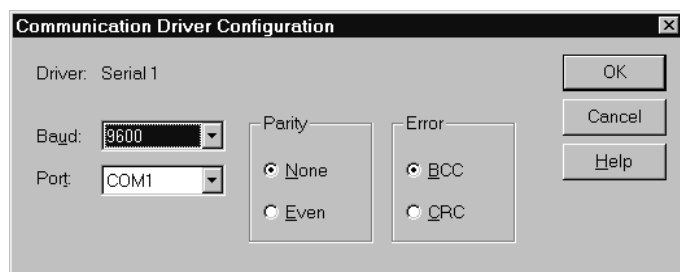 Communication Driver Configuration
Driver: Serial 1
Baud: 9600
Port: COM1
Parity
None
Even
Error
BCC
CRC
OK
Cancel
Help